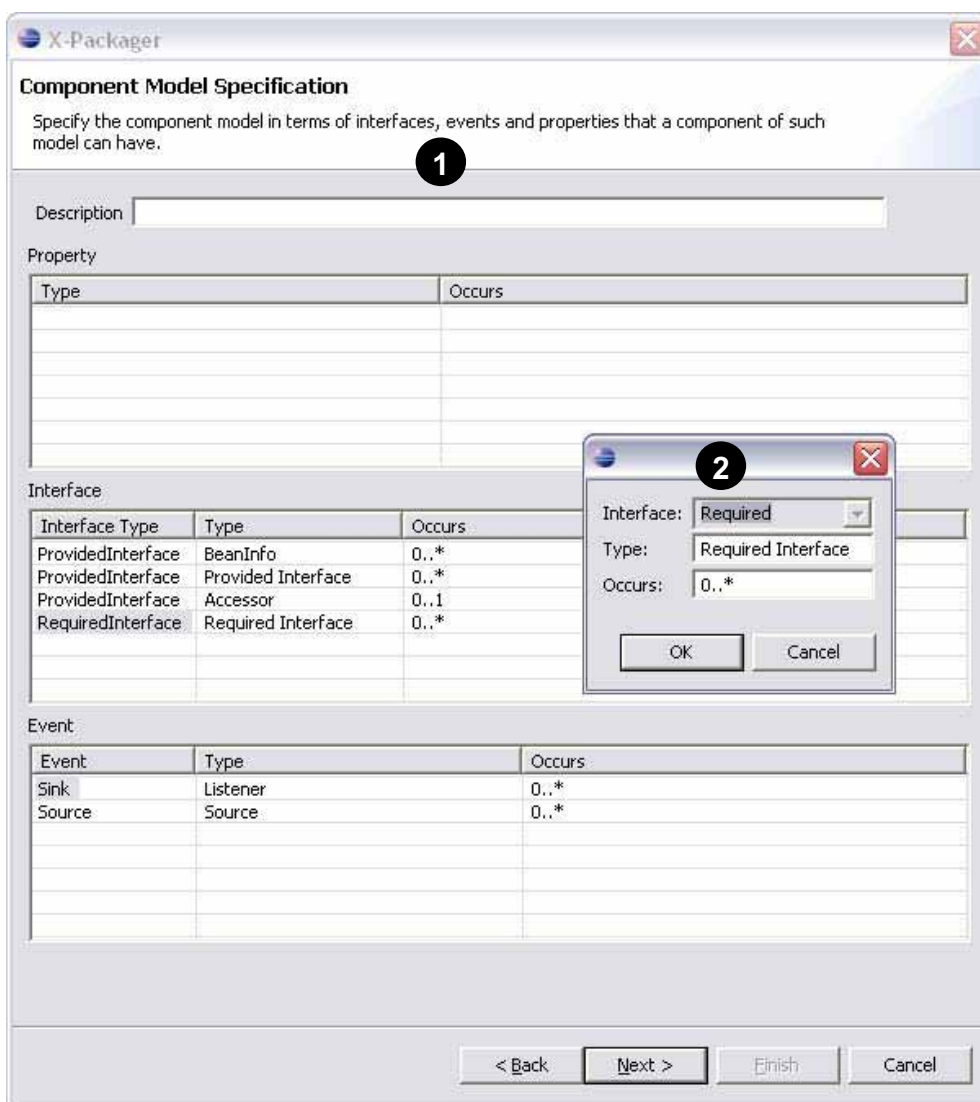 X-Packager
Component Model Specification
Specify the component model in terms of interfaces, events and properties that a component of such
model can have.
1
Description
Property
Type Occurs
Interface
Interface Type Type Occurs
ProvidedInterface BeanInfo 0..*
ProvidedInterface Provided Interface 0..*
ProvidedInterface Accessor 0..1
RequiredInterface Required Interface 0..*
2
Interface: Required
Type: Required Interface
Occurs: 0..*
OK Cancel
Event
Event Type Occurs
Sink Listener 0..*
Source Source 0..*
< Back Next > Finish Cancel